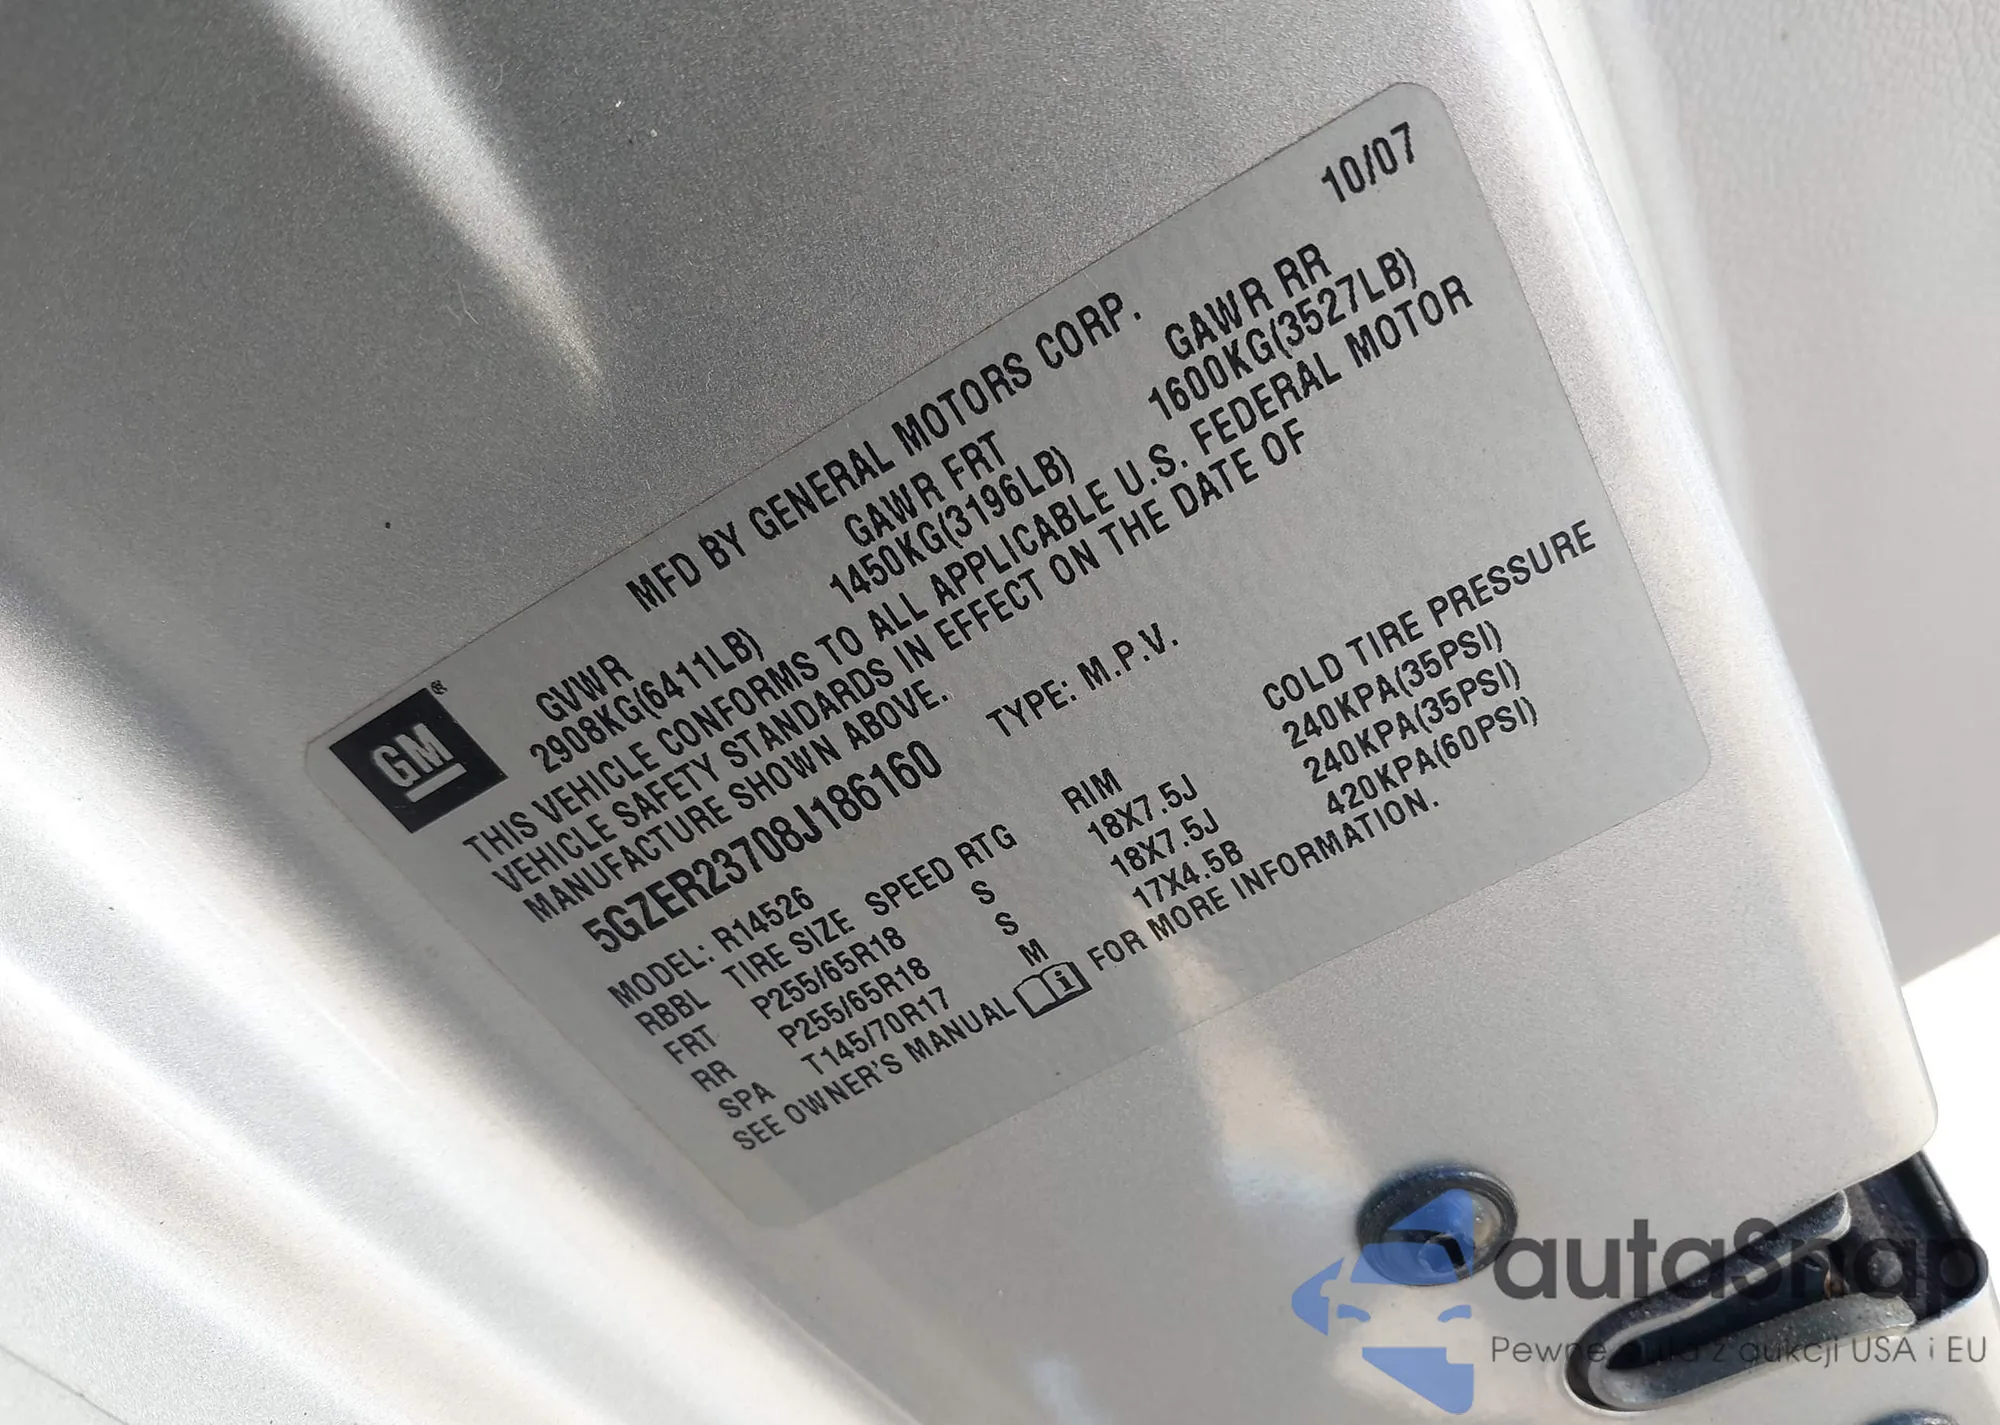 10/07
MFD BY GENERAL MOTORS CORP.
GVWR GAWR FRT GAWR RR
2908KG(6411LB) 1450KG(3196LB) 1600KG(3527LB)
THIS VEHICLE CONFORMS TO ALL APPLICABLE U.S. FEDERAL MOTOR
VEHICLE SAFETY STANDARDS IN EFFECT ON THE DATE OF
MANUFACTURE SHOWN ABOVE.
GM®
5GZER23708J186160 TYPE: M.P.V.
MODEL: R14526
RBBL TIRE SIZE SPEED RTG RIM COLD TIRE PRESSURE
FRT P255/65R18 S 18X7.5J 240KPA(35PSI)
RR P255/65R18 S 18X7.5J 240KPA(35PSI)
SPA T145/70R17 M 17X4.5B 420KPA(60PSI)
SEE OWNER'S MANUAL FOR MORE INFORMATION.
autaSnap
Pewne auta z aukcji USA i EU